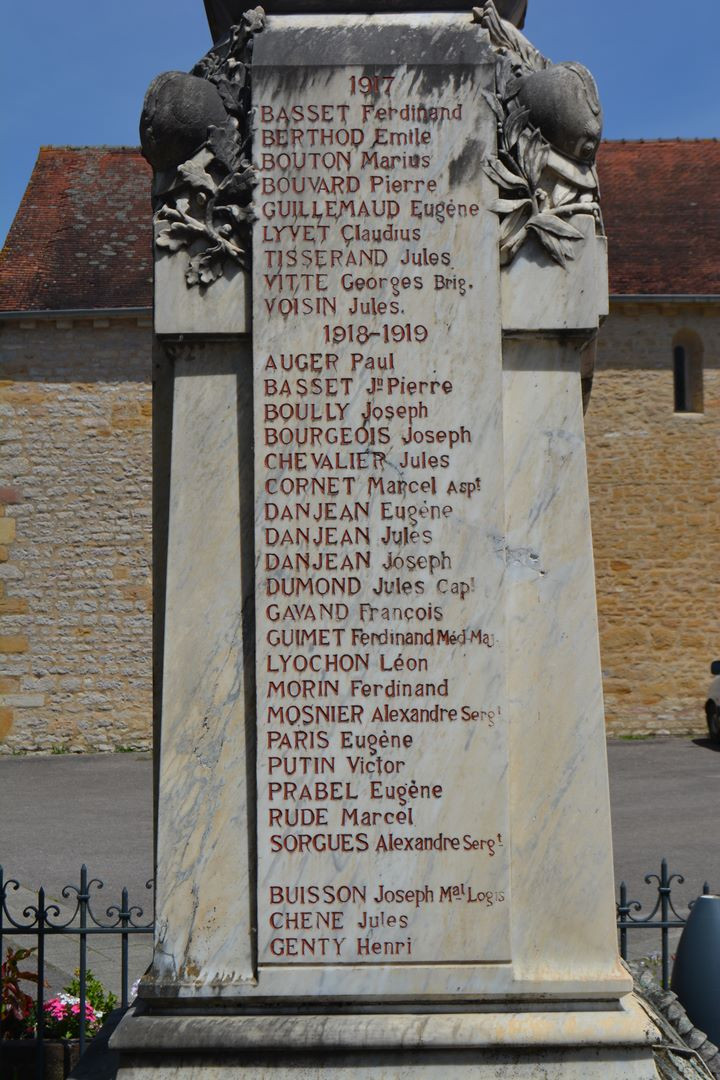 1917
BASSET Ferdinand
BERTHOD Emile
BOUTON Marius
BOUVARD Pierre
GUILLEMAUD Eugène
LYVET Claudius
TISSERAND Jules
VITTE Georges Brig.
VOISIN Jules.
1918-1919
AUGER Paul
BASSET Jn Pierre
BOULLY Joseph
BOURGEOIS Joseph
CHEVALIER Jules
CORNET Marcel Aspt
DANJEAN Eugène
DANJEAN Jules
DANJEAN Joseph
DUMOND Jules Capt
GAVAND François
GUIMET Ferdinand Méd-Maj.
LYOCHON Léon
MORIN Ferdinand
MOSNIER Alexandre Sergt
PARIS Eugène
PUTIN Victor
PRABEL Eugène
RUDE Marcel
SORGUES Alexandre Sergt
BUISSON Joseph Mal Logis
CHENE Jules
GENTY Henri